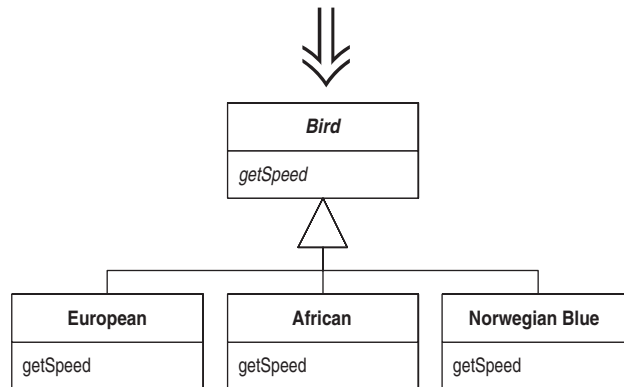 Bird
getSpeed
European
African
Norwegian Blue
getSpeed
getSpeed
getSpeed